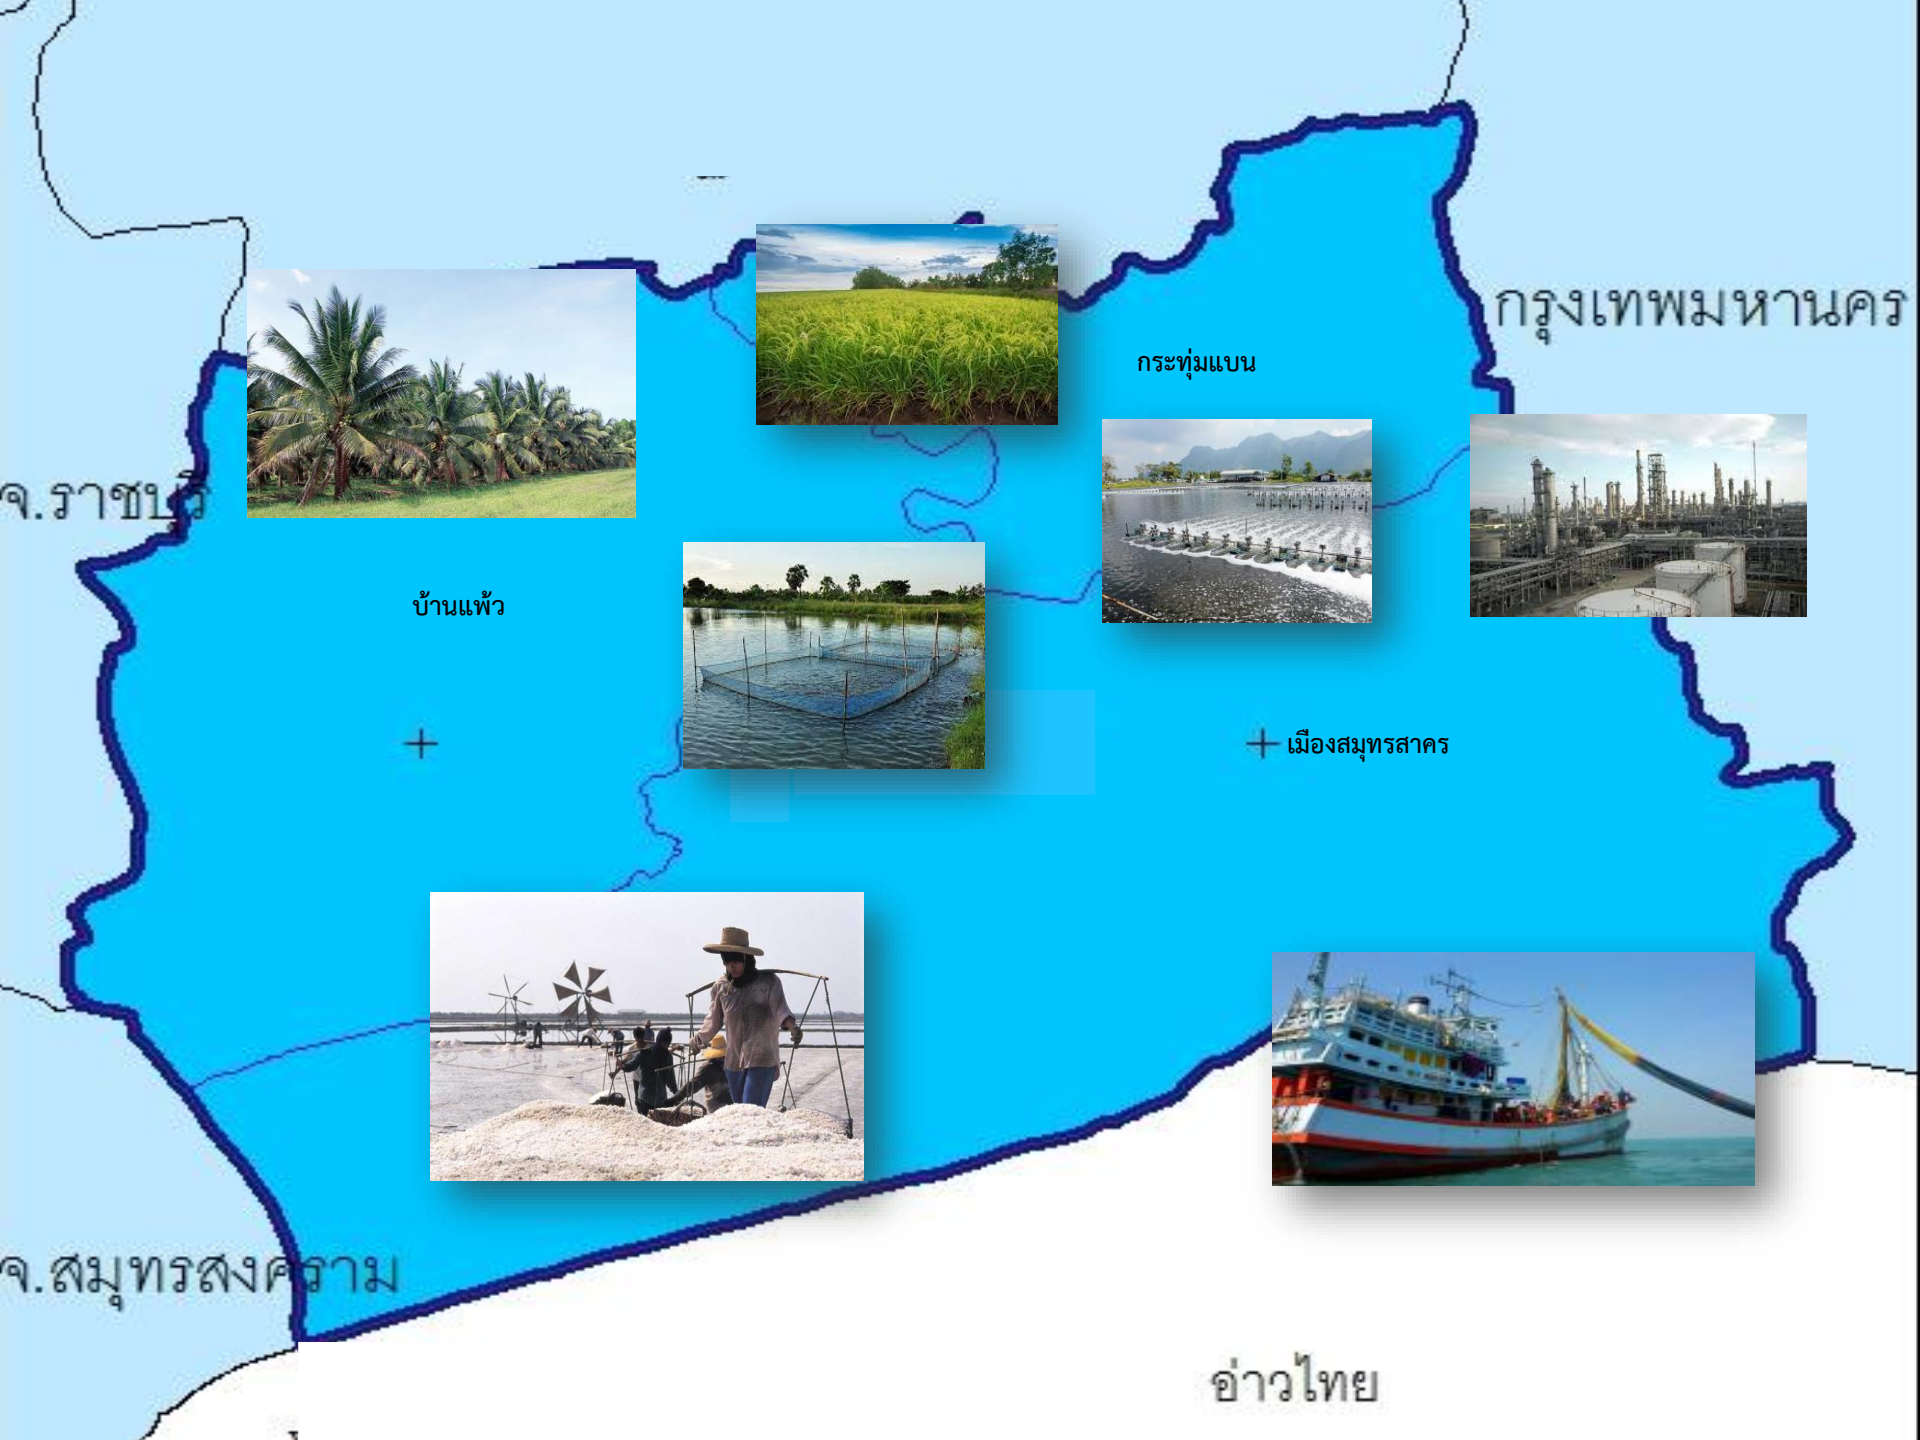 กรุงเทพมหานคร
กระทุ่มแบน
จ.ราชบุรี
บ้านแพ้ว
เมืองสมุทรสาคร
จ.สมุทรสงคราม
อ่าวไทย